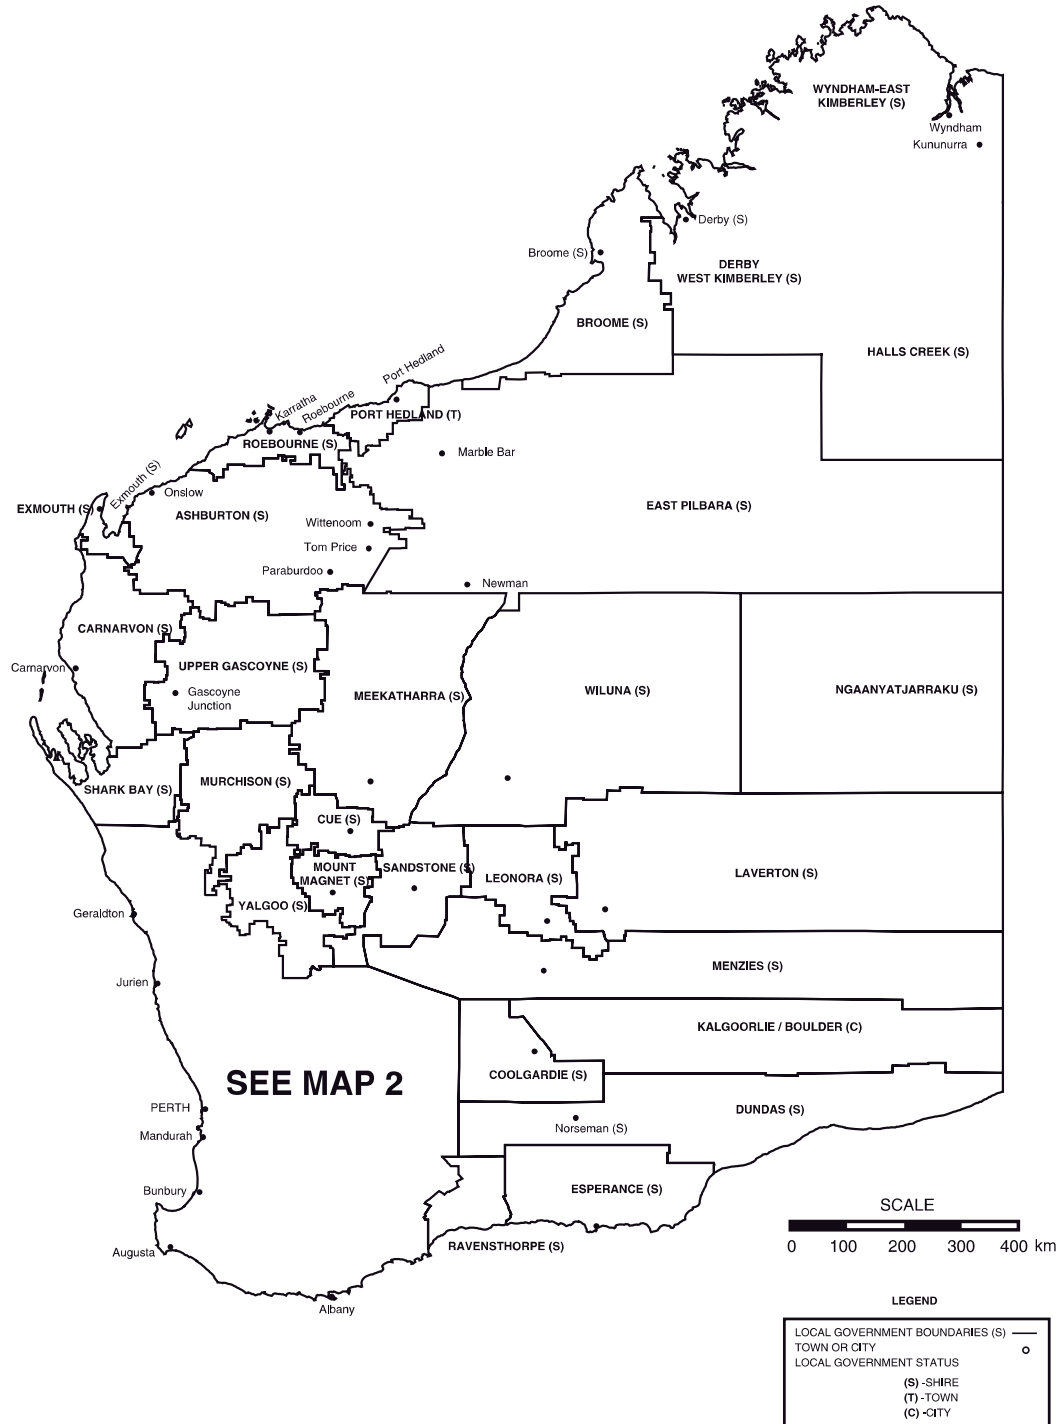 WYNDHAM-EAST
KIMBERLEY (S)
Wyndham
Kununurra
Derby (S)
Broome (S)
DERBY
WEST KIMBERLEY (S)
BROOME (S)
HALLS CREEK (S)
Port Hedland
Karratha
Roebourne
PORT HEDLAND (T)
ROEBOURNE (S)
Marble Bar
Exmouth (S)
Onslow
EXMOUTH (S)
ASHBURTON (S)
EAST PILBARA (S)
Wittenoom
Tom Price
Paraburdoo
Newman
CARNARVON (S)
Carnarvon
UPPER GASCOYNE (S)
Gascoyne
Junction
MEEKATHARRA (S)
WILUNA (S)
NGAANYATJARRAKU (S)
SHARK BAY (S)
MURCHISON (S)
CUE (S)
MOUNT
MAGNET (S)
SANDSTONE (S)
LEONORA (S)
LAVERTON (S)
YALGOO (S)
Geraldton
MENZIES (S)
Jurien
KALGOORLIE / BOULDER (C)
COOLGARDIE (S)
SEE MAP 2
PERTH
Mandurah
DUNDAS (S)
Norseman (S)
Bunbury
ESPERANCE (S)
Augusta
RAVENSTHORPE (S)
Albany
SCALE
0 100 200 300 400 km
LEGEND
LOCAL GOVERNMENT BOUNDARIES (S)
TOWN OR CITY
LOCAL GOVERNMENT STATUS
(S) -SHIRE
(T) -TOWN
(C) -CITY